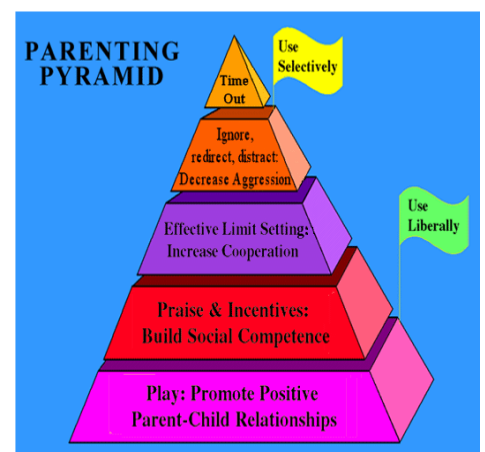 PARENTING
PYRAMID
Use
Selectively
Time
Out
Ignore,
redirect, distract:
Decrease Aggression
Use
Liberally
Effective Limit Setting:
Increase Cooperation
Praise & Incentives:
Build Social Competence
Play: Promote Positive
Parent-Child Relationships